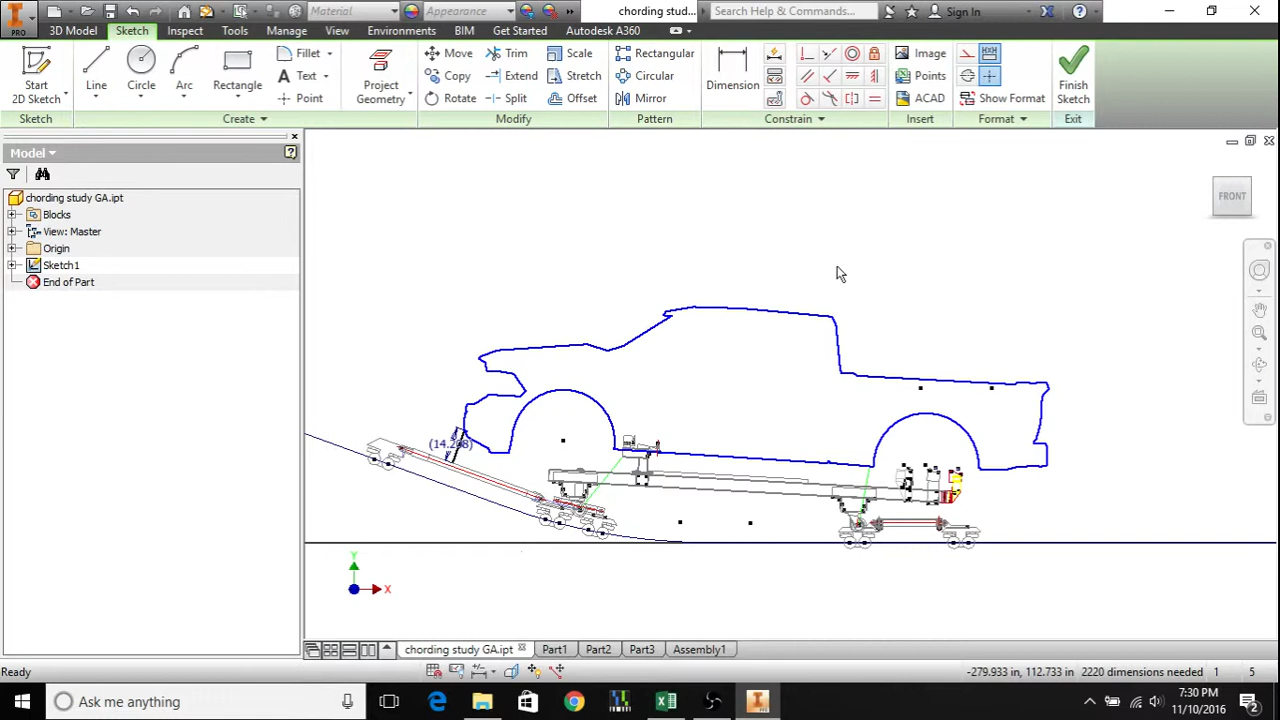 Material
Appearance
chording stud...
Search Help & Commands...
Sign In
PRO
3D Model
Sketch
Inspect
Tools
Manage
View
Environments
BIM
Get Started
Autodesk A360
Start
2D Sketch
Line
Circle
Arc
Rectangle
Fillet
Text
Point
Project
Geometry
Move
Copy
Rotate
Trim
Extend
Split
Scale
Stretch
Offset
Rectangular
Circular
Mirror
Dimension
Image
Points
ACAD
Show Format
Finish
Sketch
Sketch
Create
Modify
Pattern
Constrain
Insert
Format
Exit
Model
chording study GA.ipt
Blocks
View: Master
Origin
Sketch1
End of Part
FRONT
Y
X
chording study GA.ipt
Part1
Part2
Part3
Assembly1
Ready
-279.933 in, 112.733 in
2220 dimensions needed
1
5
Ask me anything
7:30 PM
11/10/2016
2